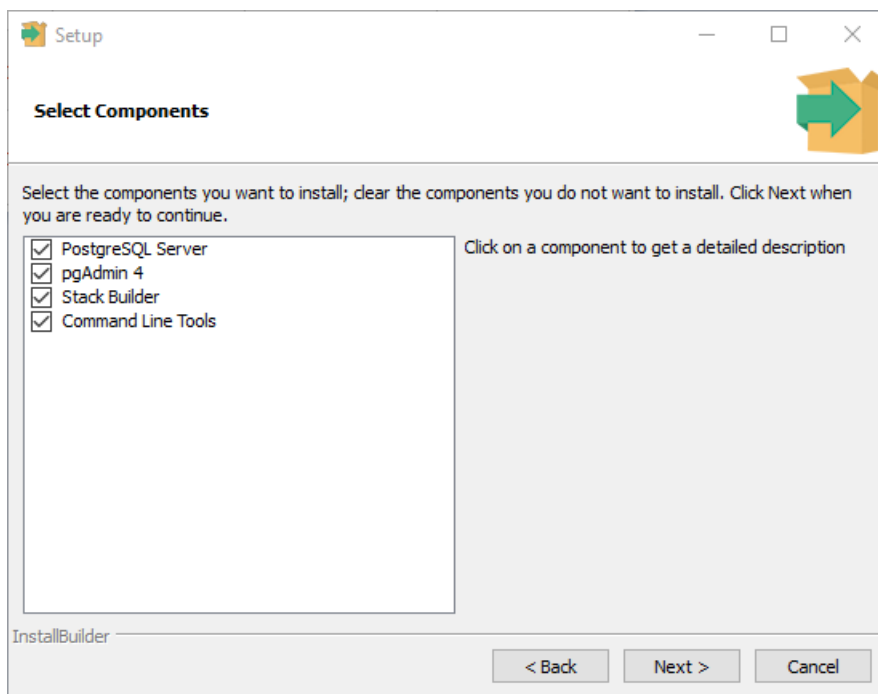 Setup
Select Components
Select the components you want to install; clear the components you do not want to install. Click Next when
you are ready to continue.
PostgreSQL Server
pgAdmin 4
Stack Builder
Command Line Tools
Click on a component to get a detailed description
InstallBuilder
< Back
Next >
Cancel